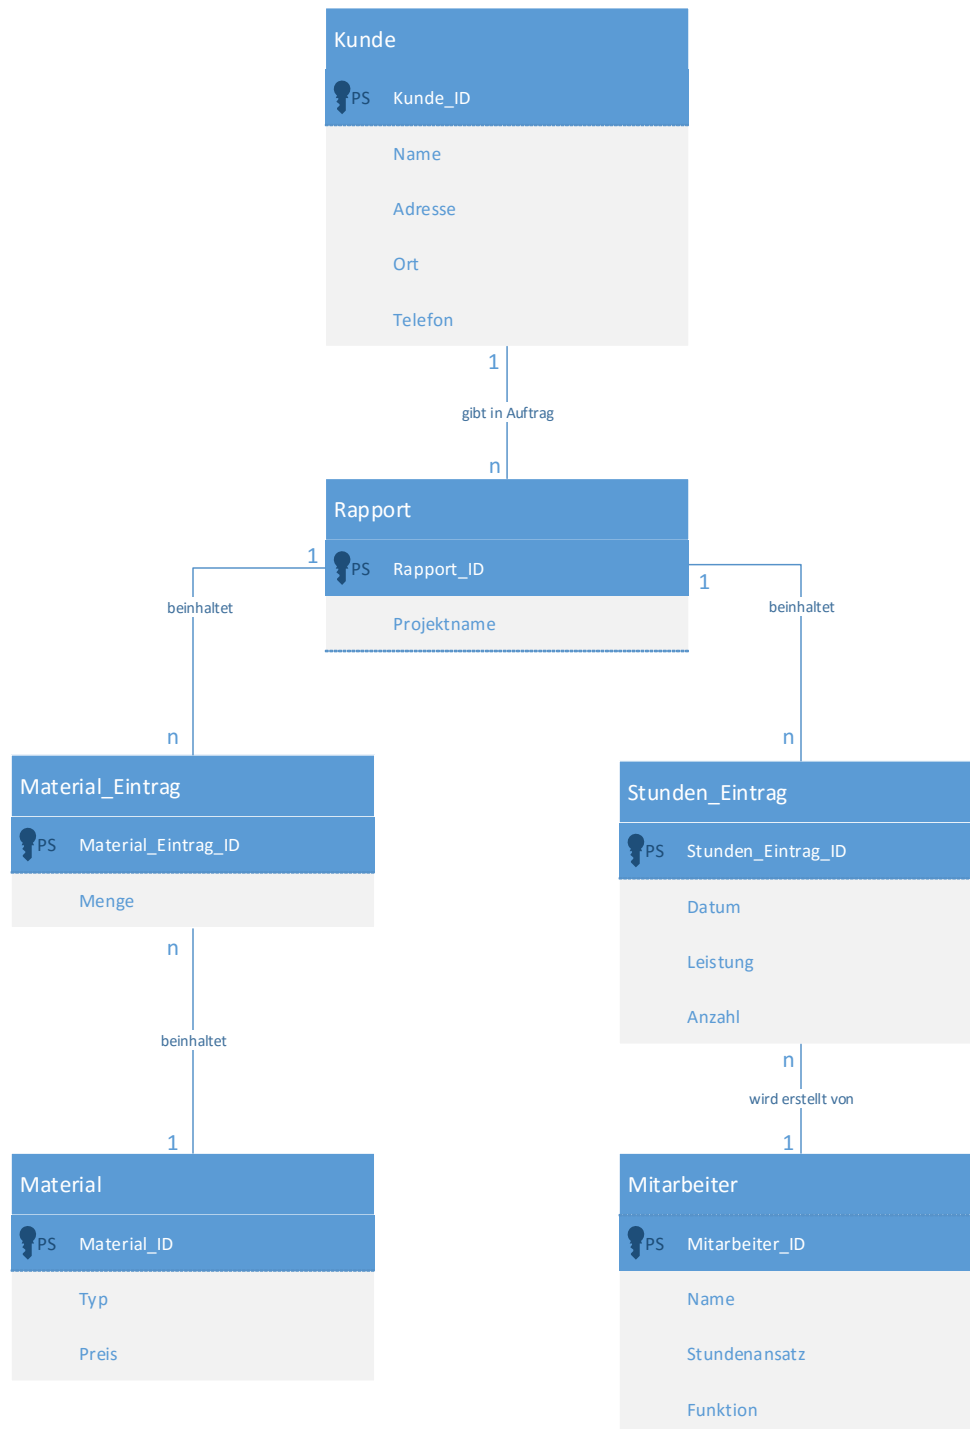 Kunde
PS Kunde_ID
Name
Adresse
Ort
Telefon
1
gibt in Auftrag
n
Rapport
PS Rapport_ID
Projektname
1
beinhaltet
n
1
beinhaltet
n
Material_Eintrag
PS Material_Eintrag_ID
Menge
n
beinhaltet
1
Material
PS Material_ID
Typ
Preis
Stunden_Eintrag
PS Stunden_Eintrag_ID
Datum
Leistung
Anzahl
n
wird erstellt von
1
Mitarbeiter
PS Mitarbeiter_ID
Name
Stundenansatz
Funktion